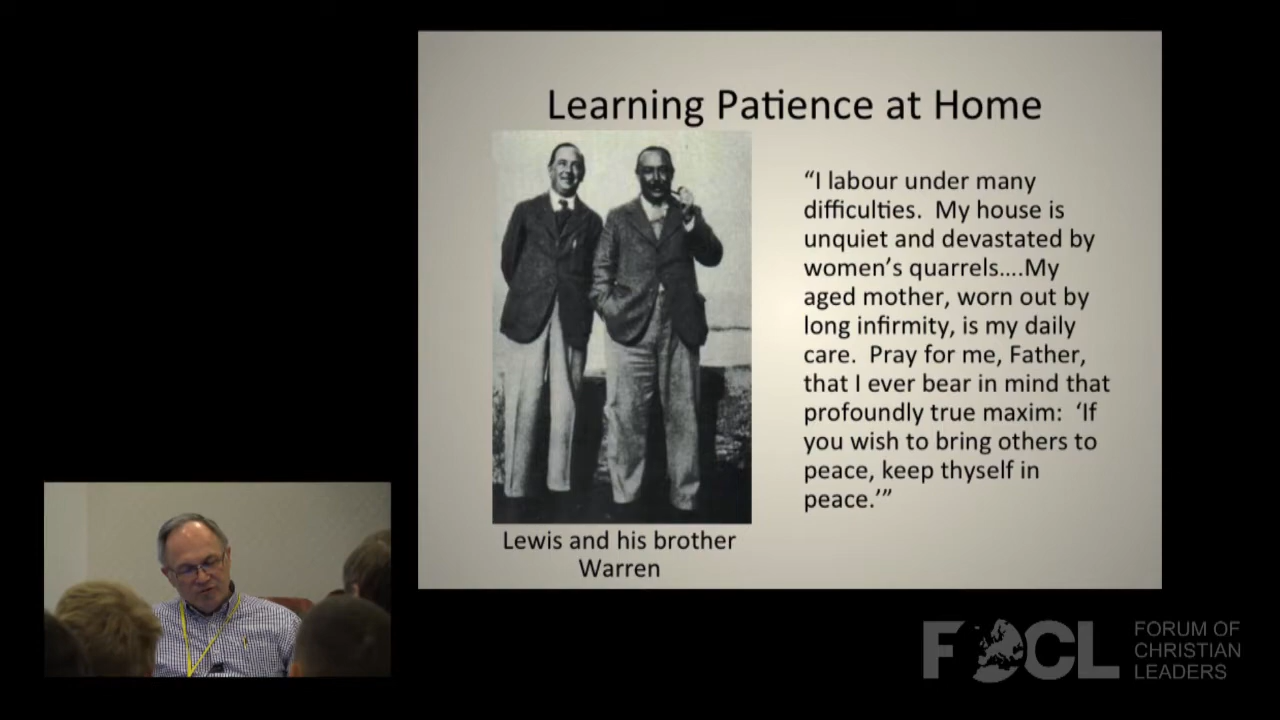 Learning Patience at Home
“I labour under many
difficulties.  My house is
unquiet and devastated by
women’s quarrels….My
aged mother, worn out by
long infirmity, is my daily
care.  Pray for me, Father,
that I ever bear in mind that
profoundly true maxim:  ‘If
you wish to bring others to
peace, keep thyself in
peace.’”
Lewis and his brother
Warren
FOCL
FORUM OF
CHRISTIAN
LEADERS